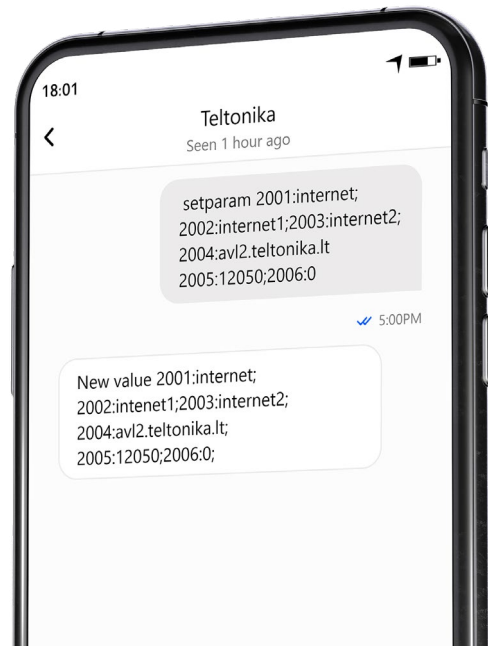 18:01
Teltonika
Seen 1 hour ago
setparam 2001:internet;
2002:internet1;2003:internet2;
2004:avl2.teltonika.lt
2005:12050;2006:0
5:00PM
New value 2001:internet;
2002:intenet1;2003:internet2;
2004:avl2.teltonika.lt;
2005:12050;2006:0;